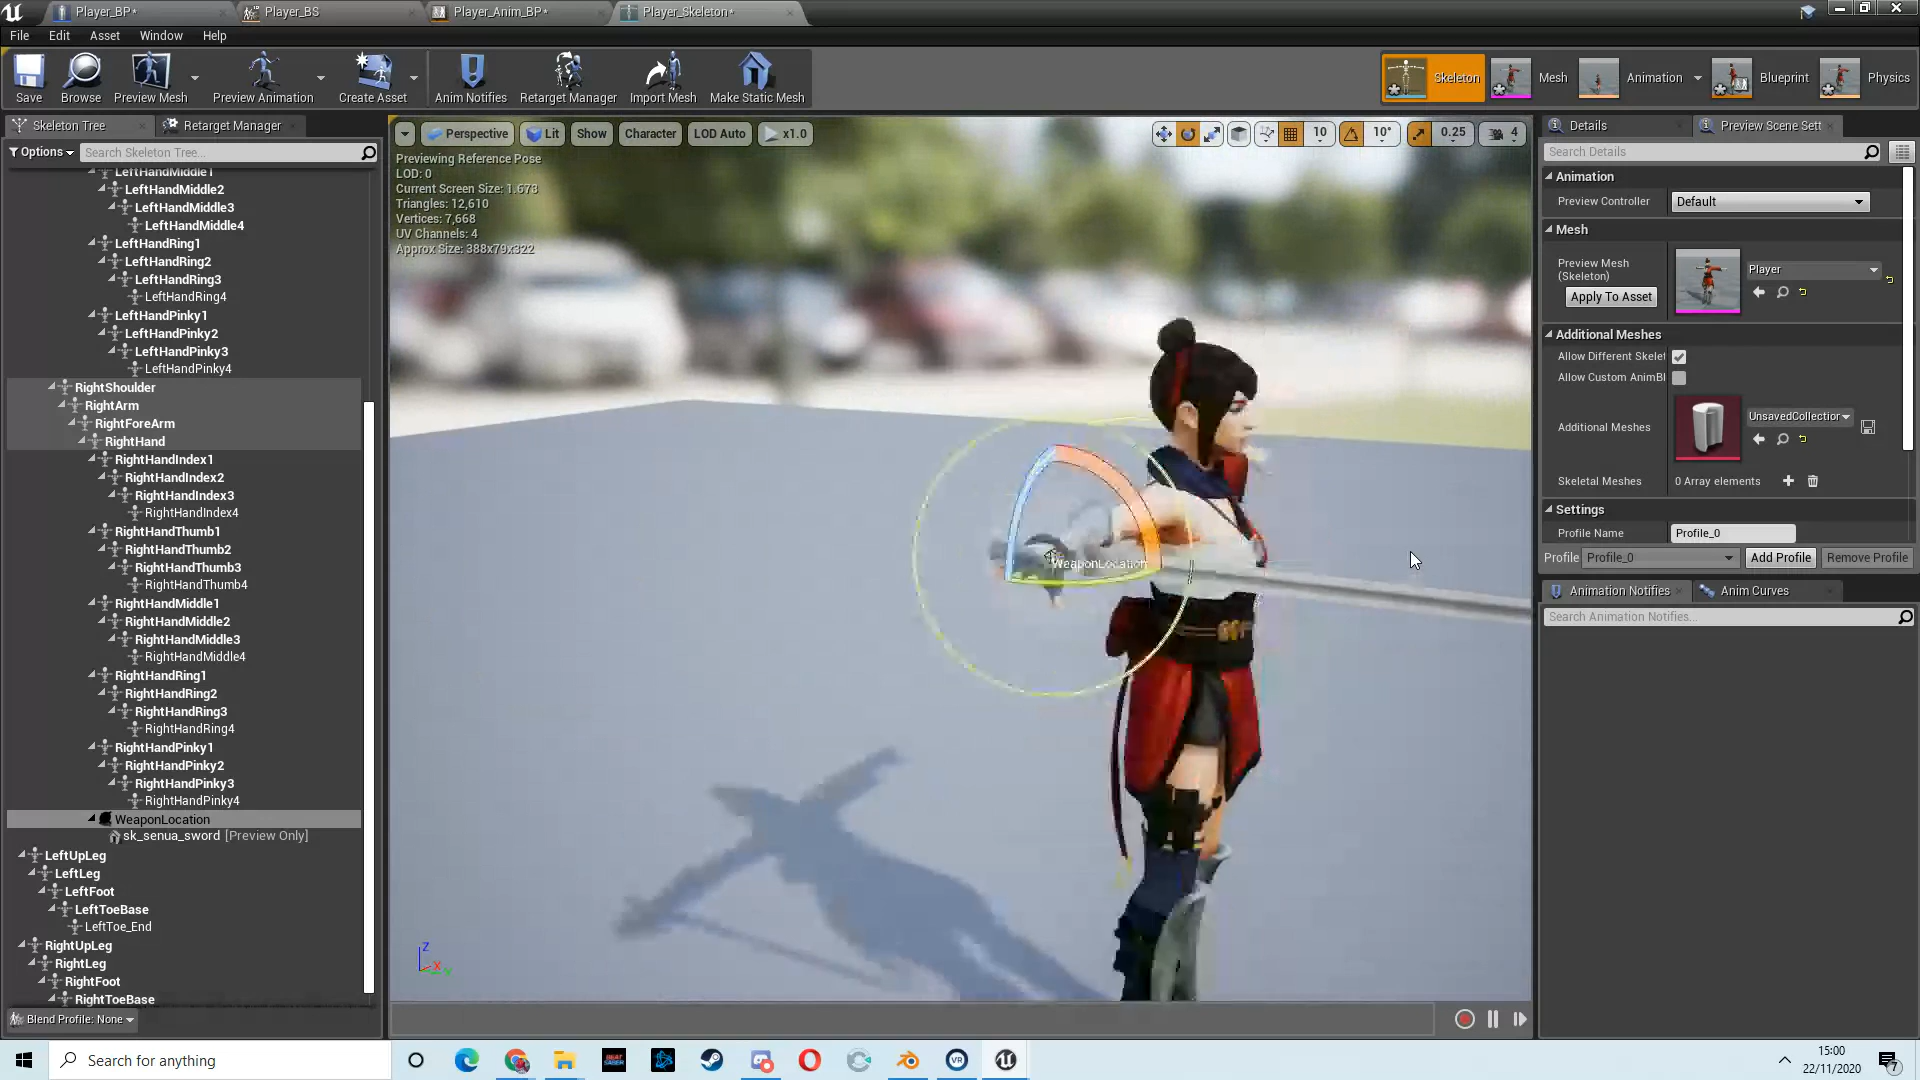 Player_BP*
Player_BS
Player_Anim_BP*
Player_Skeleton*
File
Edit
Asset
Window
Help
Save
Browse
Preview Mesh
Preview Animation
Create Asset
Anim Notifies
Retarget Manager
Import Mesh
Make Static Mesh
Skeleton
Mesh
Animation
Blueprint
Physics
Skeleton Tree
Retarget Manager
Options
Search Skeleton Tree...
LeftHandMiddle1
LeftHandMiddle2
LeftHandMiddle3
LeftHandMiddle4
LeftHandRing1
LeftHandRing2
LeftHandRing3
LeftHandRing4
LeftHandPinky1
LeftHandPinky2
LeftHandPinky3
LeftHandPinky4
RightShoulder
RightArm
RightForeArm
RightHand
RightHandIndex1
RightHandIndex2
RightHandIndex3
RightHandIndex4
RightHandThumb1
RightHandThumb2
RightHandThumb3
RightHandThumb4
RightHandMiddle1
RightHandMiddle2
RightHandMiddle3
RightHandMiddle4
RightHandRing1
RightHandRing2
RightHandRing3
RightHandRing4
RightHandPinky1
RightHandPinky2
RightHandPinky3
RightHandPinky4
WeaponLocation
sk_senua_sword [Preview Only]
LeftUpLeg
LeftLeg
LeftFoot
LeftToeBase
LeftToe_End
RightUpLeg
RightLeg
RightFoot
RightToeBase
Blend Profile: None
Perspective
Lit
Show
Character
LOD Auto
x1.0
10
10°
0.25
4
Previewing Reference Pose
LOD: 0
Current Screen Size: 1.673
Triangles: 12,610
Vertices: 7,668
UV Channels: 4
Approx Size: 388x79x322
WeaponLocation
Z
X
Y
Details
Preview Scene Sett
Search Details
Animation
Preview Controller
Default
Mesh
Preview Mesh
(Skeleton)
Apply To Asset
Player
Additional Meshes
Allow Different Skelet
Allow Custom AnimBl
Additional Meshes
UnsavedCollection
Skeletal Meshes
0 Array elements
Settings
Profile Name
Profile_0
Profile
Profile_0
Add Profile
Remove Profile
Animation Notifies
Anim Curves
Search Animation Notifies...
Search for anything
BEAT
SABER
VR
15:00
22/11/2020
7